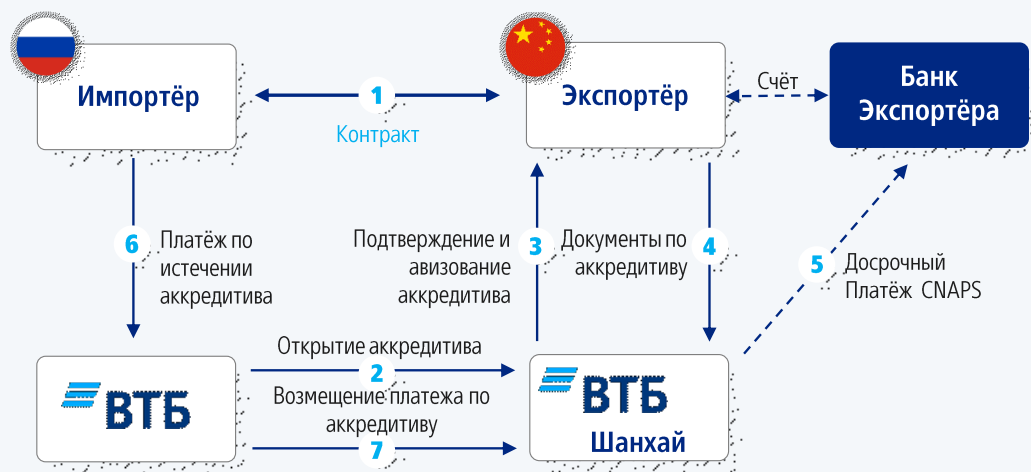 Импортёр
1
Контракт
Экспортёр
Счёт
Банк
Экспортёра
6
Платёж по
истечении
аккредитива
Подтверждение и
авизование
аккредитива
3
Документы по
аккредитиву
4
5
Досрочный
Платёж CNAPS
ВТБ
Открытие аккредитива
2
Возмещение платежа по
аккредитиву
7
ВТБ
Шанхай